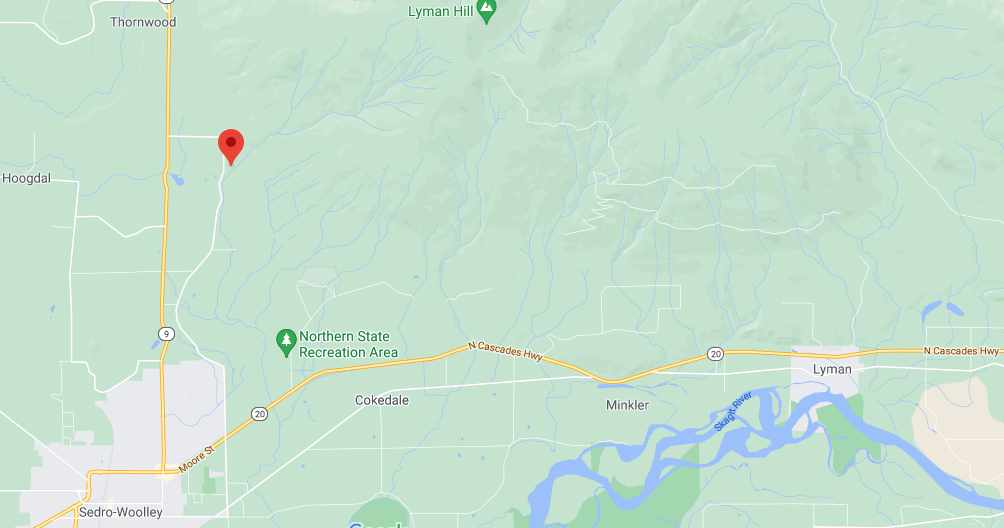 Thornwood
Lyman Hill
Hoogdal
9
Northern State
Recreation Area
N Cascades Hwy
20
N Cascades Hwy
Lyman
Cokedale
Minkler
Skagit River
20
Moore St
Sedro-Woolley